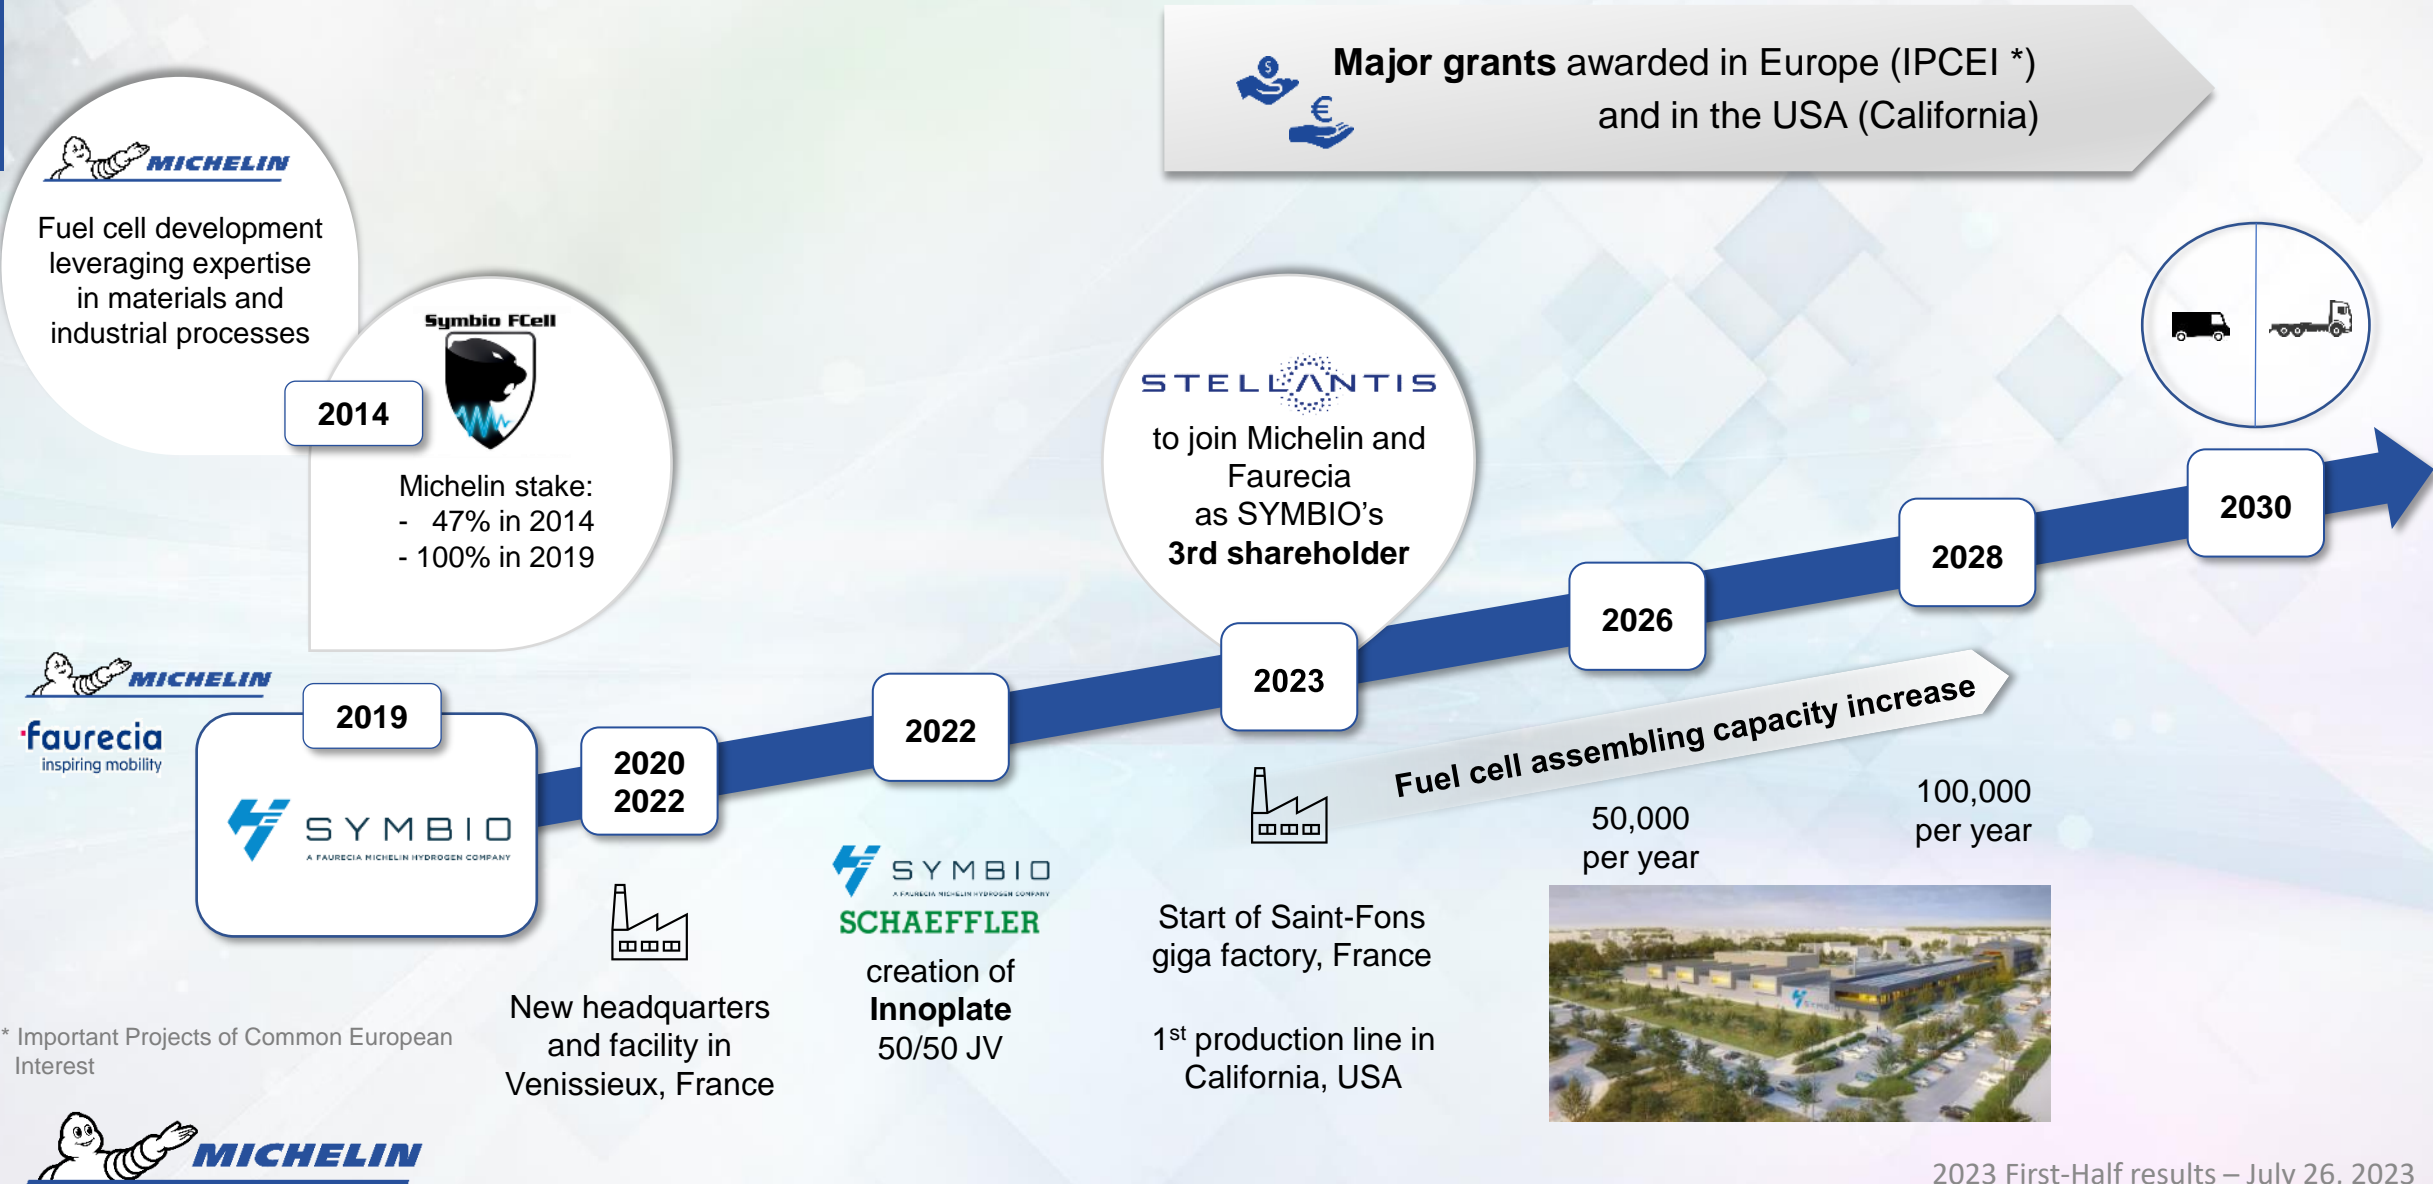 Major grants awarded in Europe (IPCEI *)
and in the USA (California)
MICHELIN
Fuel cell development
leveraging expertise
in materials and
industrial processes
2014
Symbio FCell
Michelin stake:
- 47% in 2014
- 100% in 2019
STELLANTIS
to join Michelin and
Faurecia
as SYMBIO’s
3rd shareholder
MICHELIN
faurecia
inspiring mobility
2019
SYMBIO
A FAURECIA MICHELIN HYDROGEN COMPANY
2020
2022
2022
2023
2026
2028
2030
Fuel cell assembling capacity increase
50,000
per year
100,000
per year
New headquarters
and facility in
Venissieux, France
SYMBIO
A FAURECIA MICHELIN HYDROGEN COMPANY
SCHAEFFLER
creation of
Innoplate
50/50 JV
Start of Saint-Fons
giga factory, France
1st production line in
California, USA
SYMBIO
* Important Projects of Common European
Interest
MICHELIN
2023 First-Half results – July 26, 2023